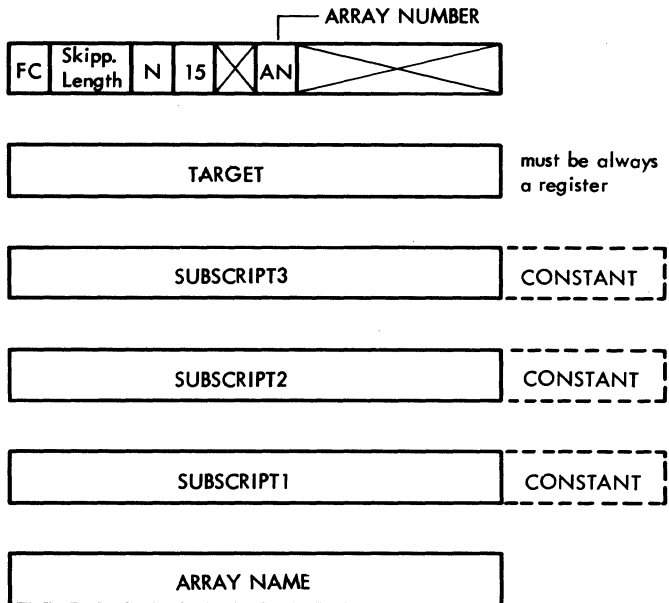 ARRAY NUMBER
FC Skipp. Length N 15 AN
TARGET
must be always
a register
SUBSCRIPT3 CONSTANT
SUBSCRIPT2 CONSTANT
SUBSCRIPT1 CONSTANT
ARRAY NAME